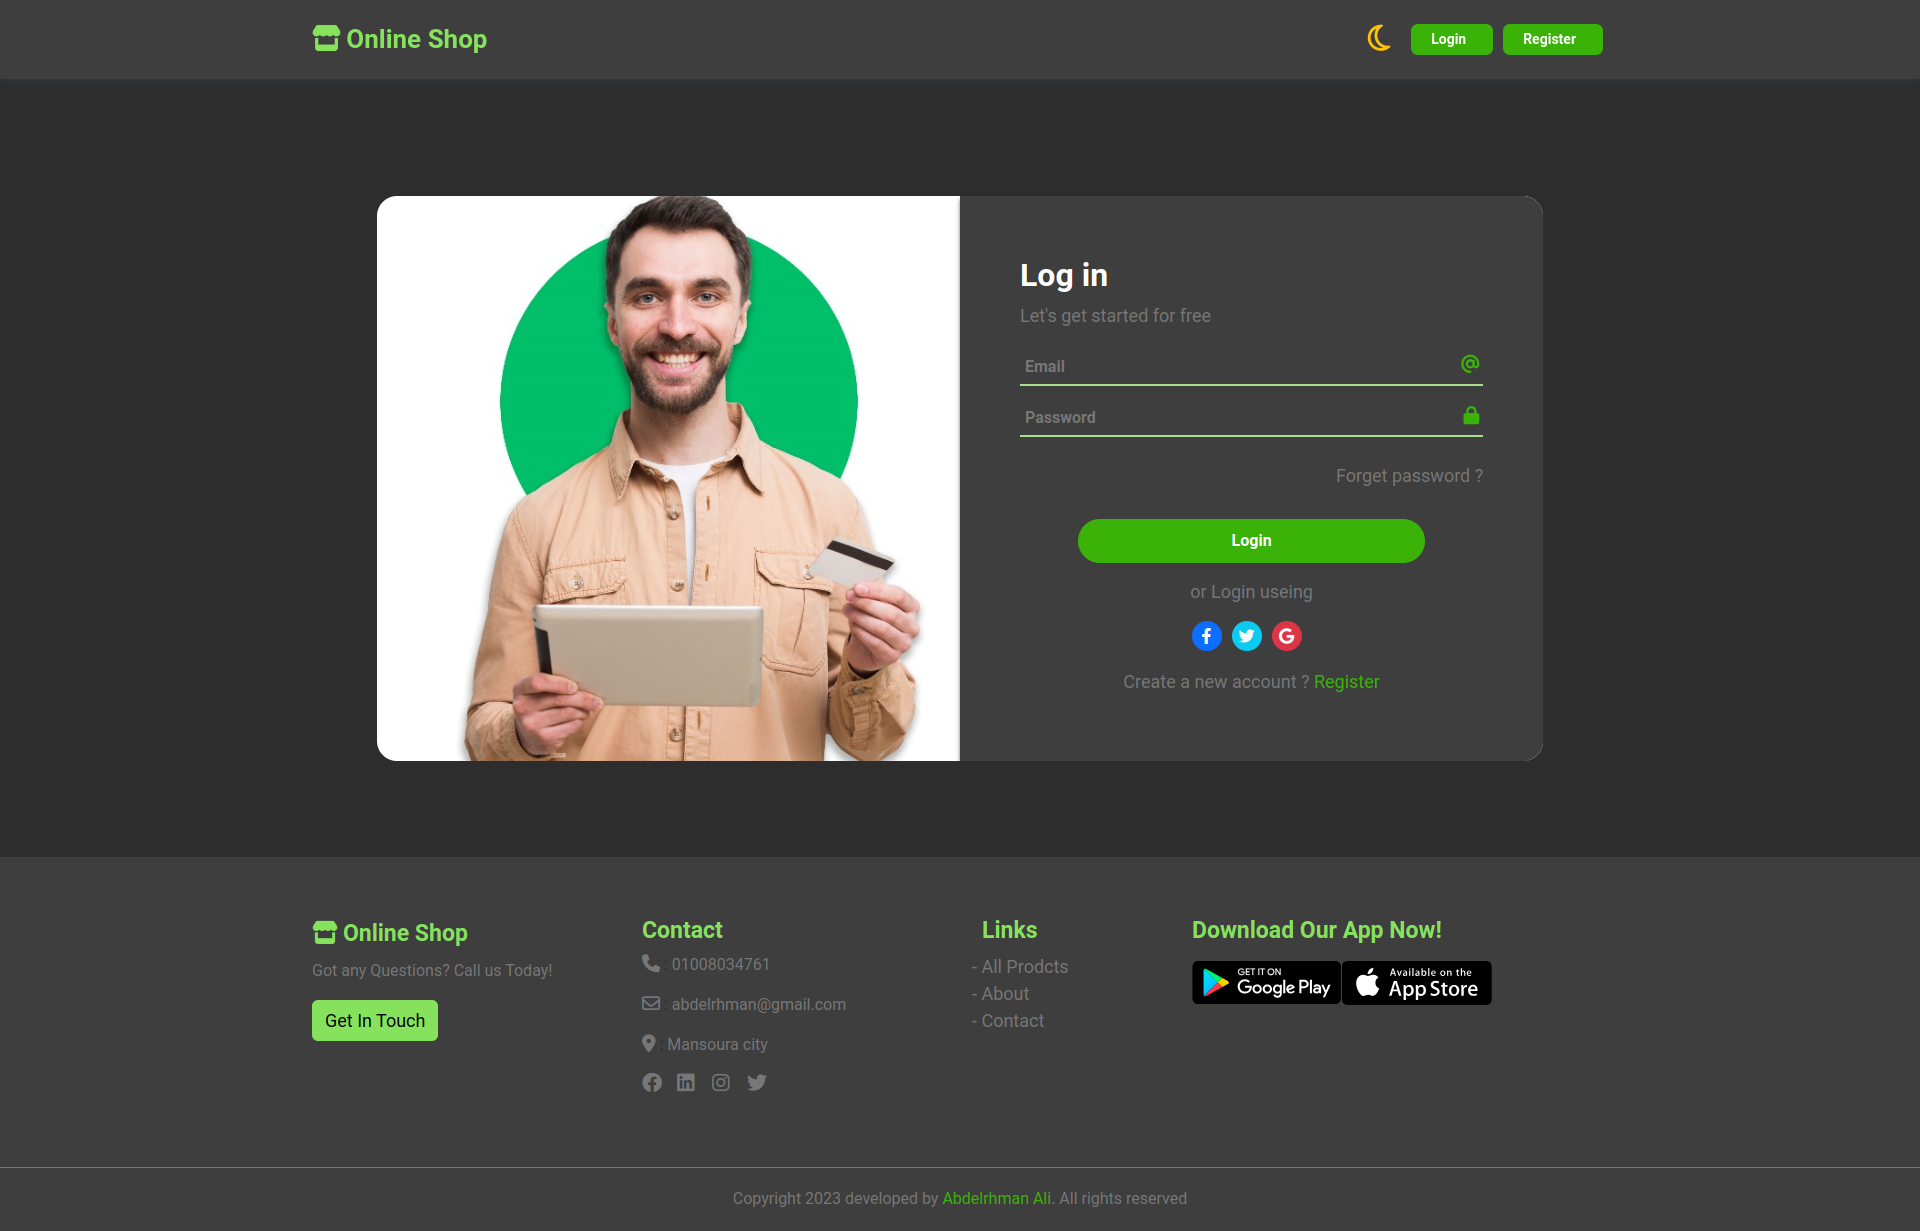 Online Shop
Login
Register
Log in
Let's get started for free
Email
Password
Forget password ?
Login
or Login useing
Create a new account ? Register
Online Shop
Got any Questions? Call us Today!
Get In Touch
Contact
: 01008034761
: abdelrhman@gmail.com
: Mansoura city
Links
- All Prodcts
- About
- Contact
Download Our App Now!
GET IT ON
Google Play
Available on the
App Store
Copyright 2023 developed by Abdelrhman Ali. All rights reserved